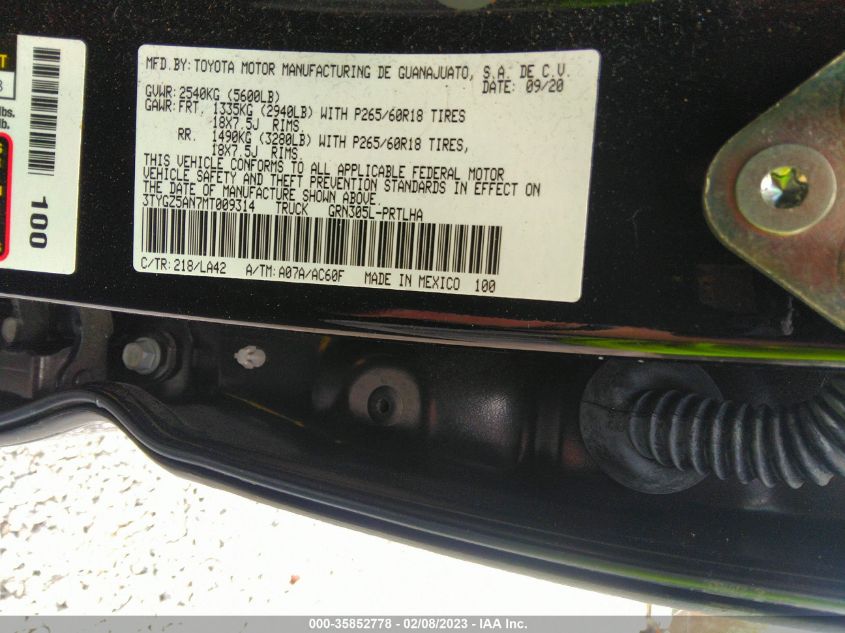 MFD. BY: TOYOTA MOTOR MANUFACTURING DE GUANAJUATO, S.A. DE C.V.
DATE: 09/20
GVWR: 2540KG (5600LB)
GAWR: FRT. 1335KG (2940LB) WITH P265/60R18 TIRES
18X7.5J RIMS,
RR. 1490KG (3280LB) WITH P265/60R18 TIRES,
18X7.5J RIMS.
THIS VEHICLE CONFORMS TO ALL APPLICABLE FEDERAL MOTOR
VEHICLE SAFETY AND THEFT PREVENTION STANDARDS IN EFFECT ON
THE DATE OF MANUFACTURE SHOWN ABOVE.
3TYGZ5AN7MT009314 TRUCK GRN305L-PRTLHA
C/TR: 218/LA42 A/TM: A07A/AC60F MADE IN MEXICO 100
lbs.
lb.
100
000-35852778 - 02/08/2023 - IAA Inc.